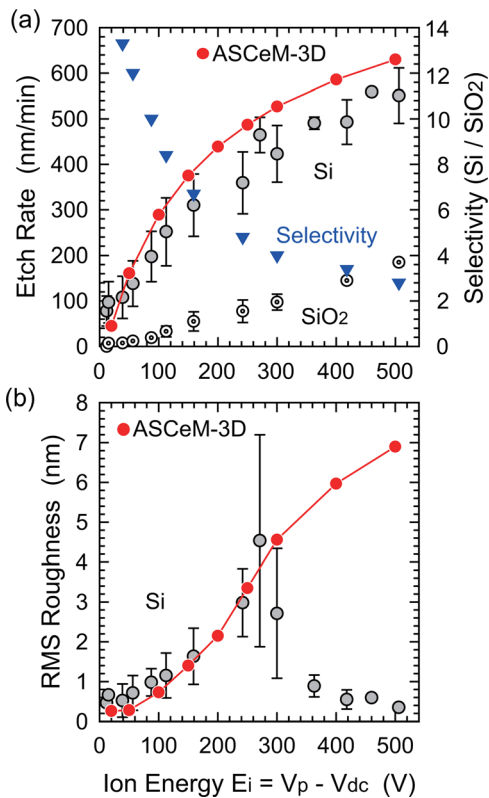 (a)
700
600
500
400
300
200
100
0
Etch Rate (nm/min)
ASCeM-3D
Si
Selectivity
SiO2
14
12
10
8
6
4
2
0
Selectivity (Si / SiO2)
0 100 200 300 400 500
(b)
8
7
6
5
4
3
2
1
0
RMS Roughness (nm)
ASCeM-3D
Si
0 100 200 300 400 500
Ion Energy Ei = Vp - Vdc (V)